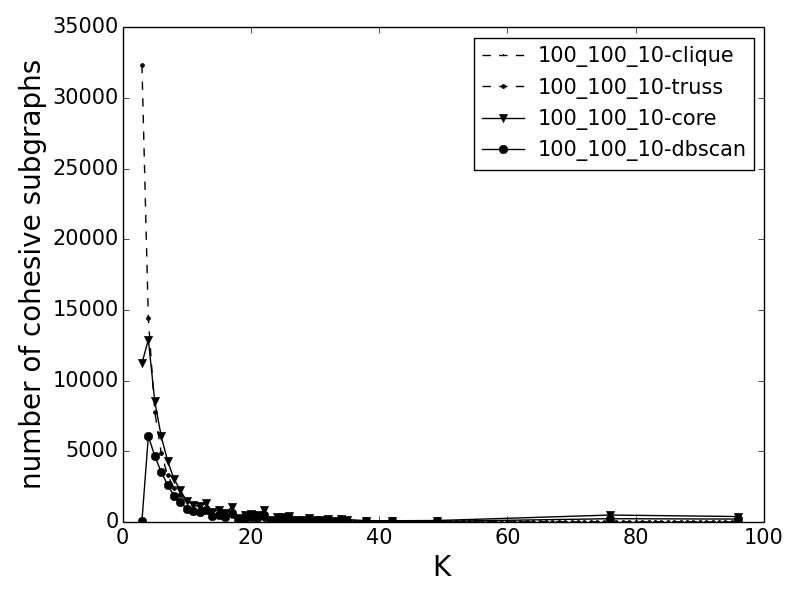 35000
30000
25000
20000
15000
10000
5000
0
number of cohesive subgraphs
100_100_10-clique
100_100_10-truss
100_100_10-core
100_100_10-dbscan
0 20 40 60 80 100
K